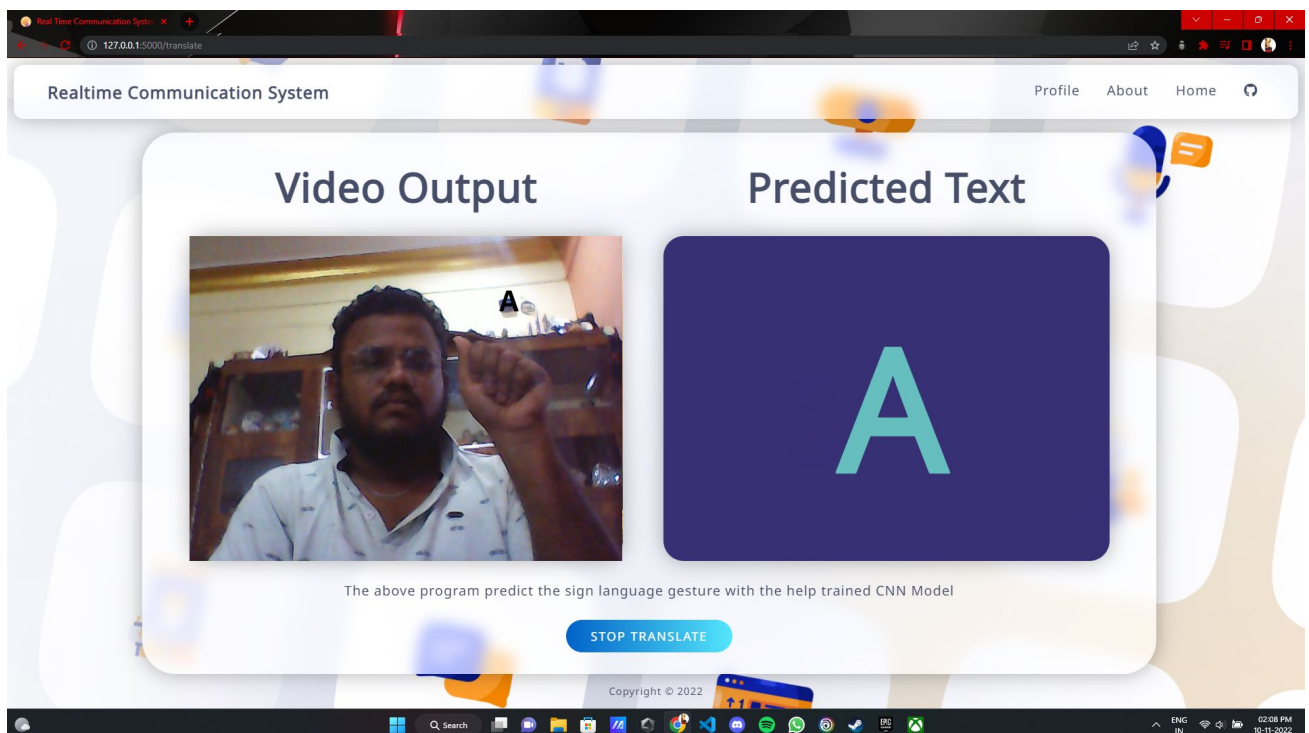 Real Time Communication Syste
127.0.0.1:5000/translate
Realtime Communication System
Profile About Home
Video Output Predicted Text
A
A
The above program predict the sign language gesture with the help trained CNN Model
STOP TRANSLATE
Copyright © 2022
Search
EPIC
ENG
IN
02:08 PM
10-11-2022